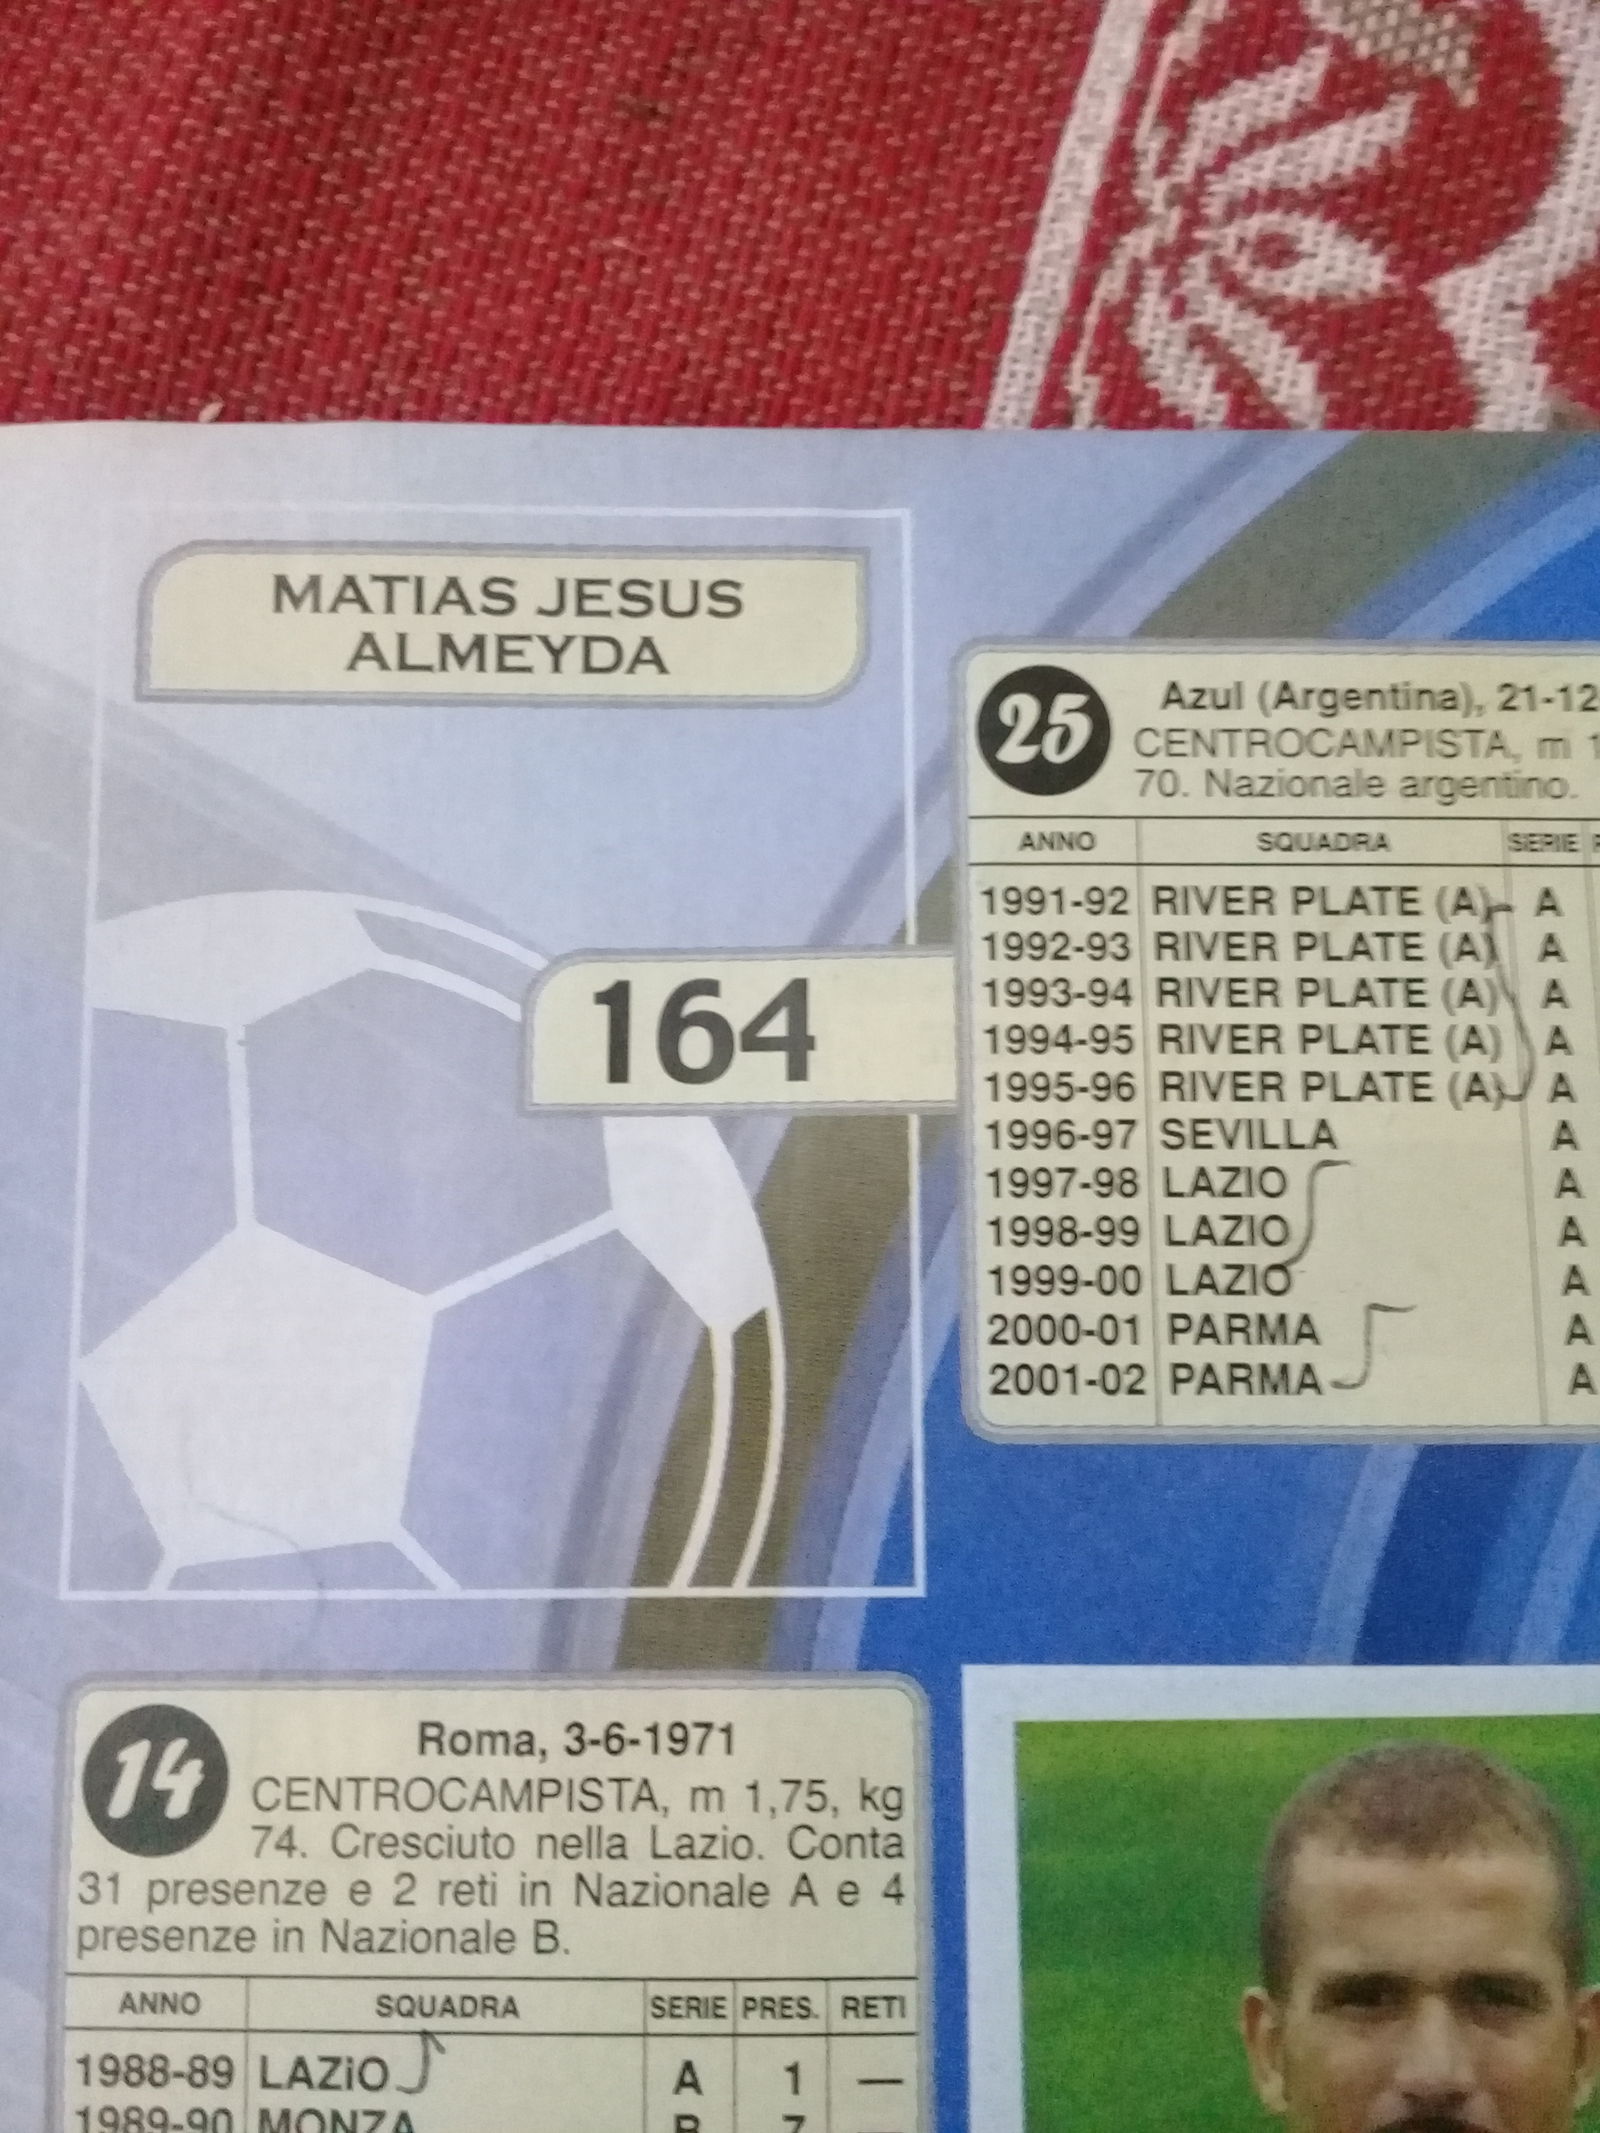 MATIAS JESUS
ALMEYDA
164
25
Azul (Argentina), 21-12
CENTROCAMPISTA, m 1
70. Nazionale argentino.
ANNO SQUADRA SERIE
1991-92 RIVER PLATE (A) A
1992-93 RIVER PLATE (A) A
1993-94 RIVER PLATE (A) A
1994-95 RIVER PLATE (A) A
1995-96 RIVER PLATE (A) A
1996-97 SEVILLA A
1997-98 LAZIO A
1998-99 LAZIO A
1999-00 LAZIO A
2000-01 PARMA A
2001-02 PARMA A
14
Roma, 3-6-1971
CENTROCAMPISTA, m 1,75, kg
74. Cresciuto nella Lazio. Conta
31 presenze e 2 reti in Nazionale A e 4
presenze in Nazionale B.
ANNO SQUADRA SERIE PRES. RETI
1988-89 LAZiO A 1 —
1989-90 MONZA B 7 —